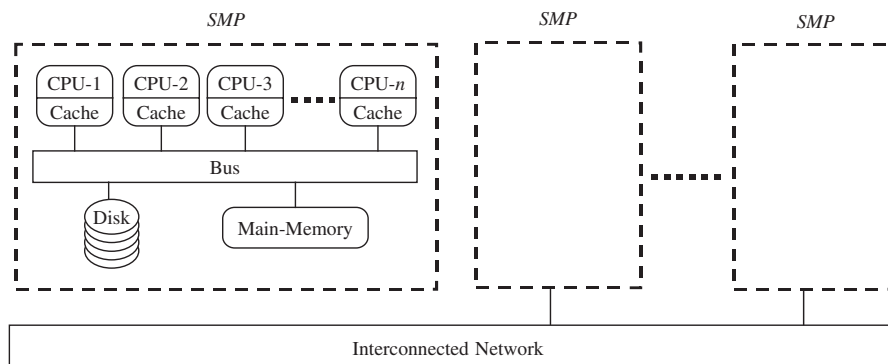 SMP
SMP
SMP
CPU-1
CPU-2
CPU-3
CPU-n
Cache
Cache
Cache
Cache
Bus
Disk
Main-Memory
Interconnected Network